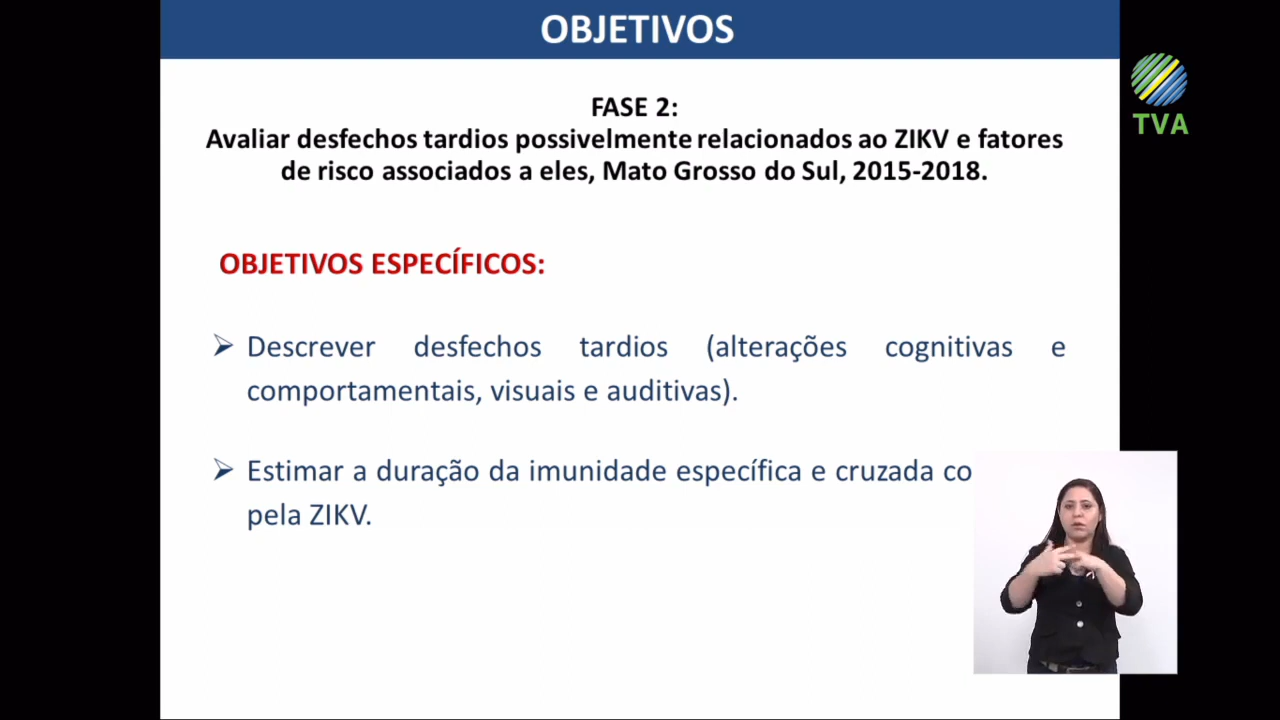 OBJETIVOS
FASE 2:
Avaliar desfechos tardios possivelmente relacionados ao ZIKV e fatores
de risco associados a eles, Mato Grosso do Sul, 2015-2018.
TVA
OBJETIVOS ESPECÍFICOS:
Descrever desfechos tardios (alterações cognitivas e
comportamentais, visuais e auditivas).
Estimar a duração da imunidade específica e cruzada
pela ZIKV.